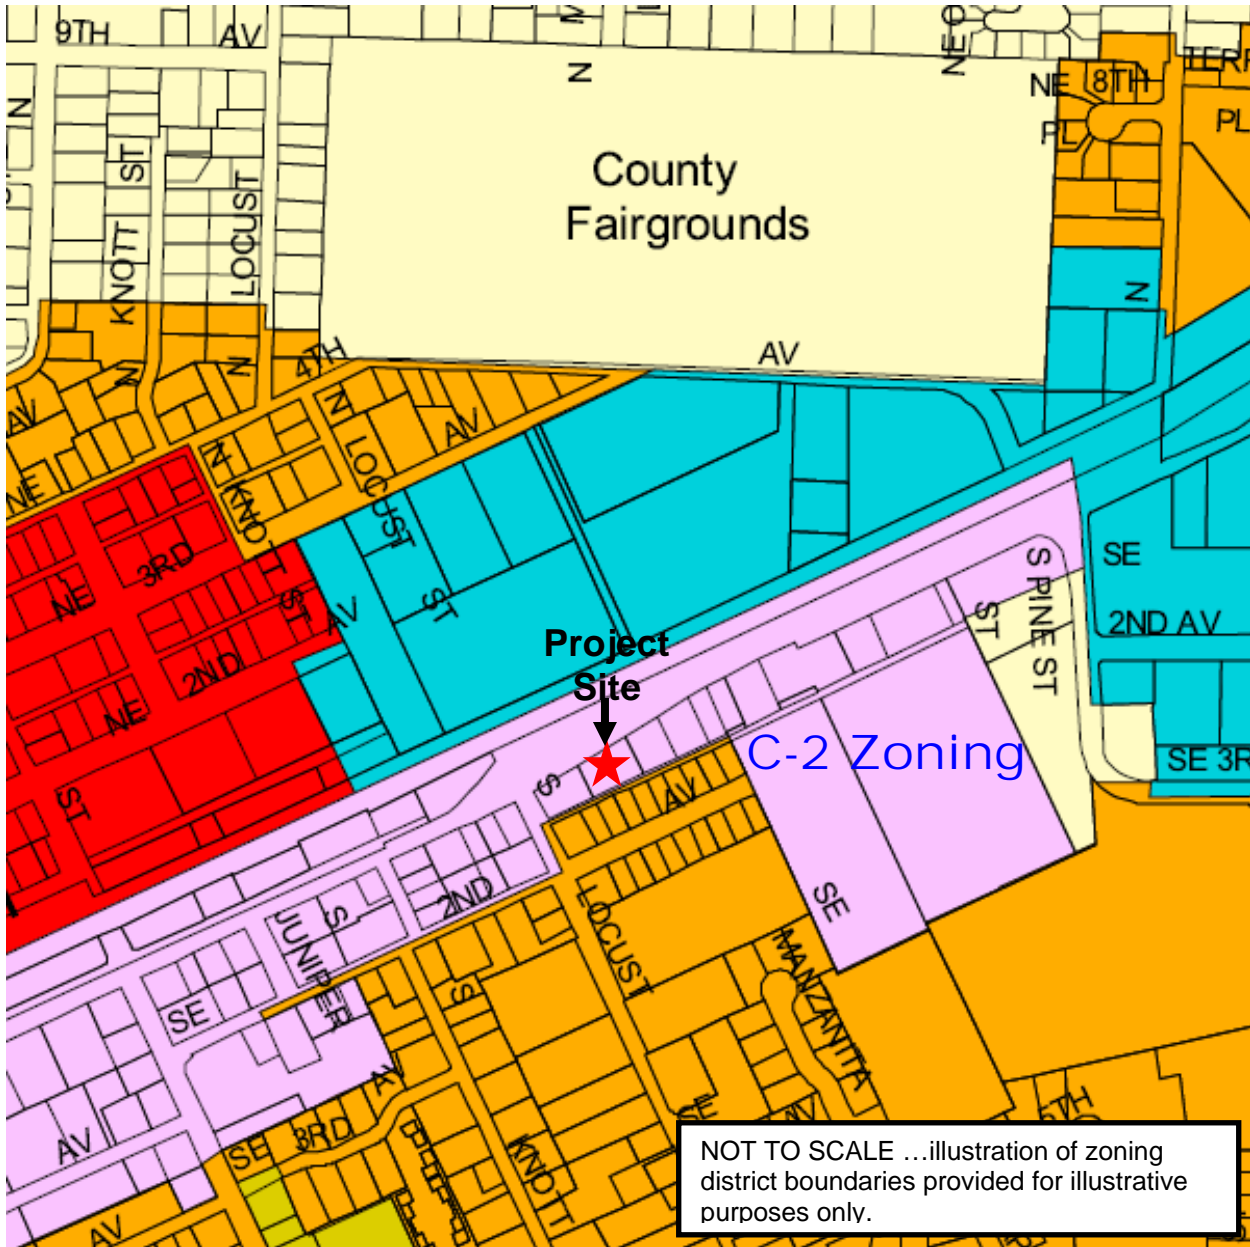 9TH
AV
N
N
NE
8TH
TERR
PL
PL
N
ST
KNOTT
LOCUST
County
Fairgrounds
N
N
N
4TH
AV
AV
N
LOCUST
ST
AV
NE
N
KNOTT
ST
3RD
NE
AV
2ND
NE
ST
Project
Site
SE
2ND AV
S PINE ST
ST
SE 3R
C-2 Zoning
S
AV
2ND
S
JUNIPER
SE
LOCUST
SE
MANZANITA
S
AV
AV
SE 3RD
KNOTT
SE
AV
AV
NOT TO SCALE …illustration of zoning
district boundaries provided for illustrative
purposes only.